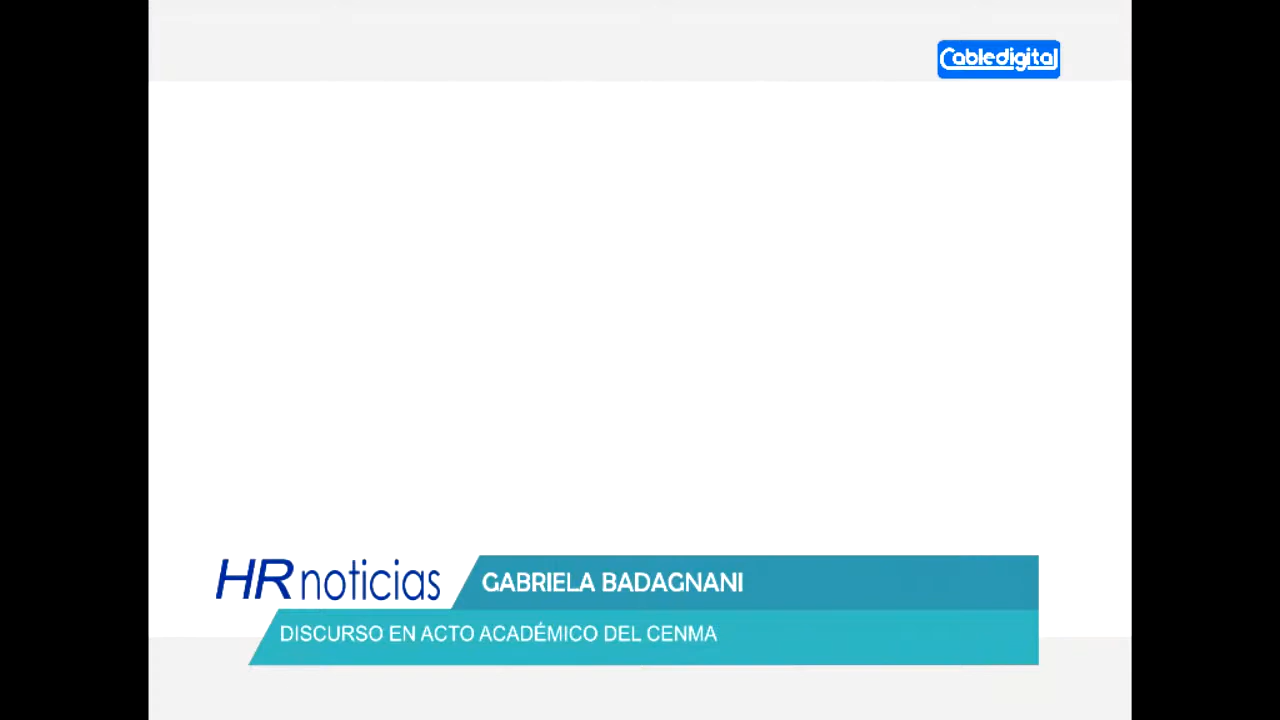 Cabledigital
HR noticias
GABRIELA BADAGNANI
DISCURSO EN ACTO ACADÉMICO DEL CENMA